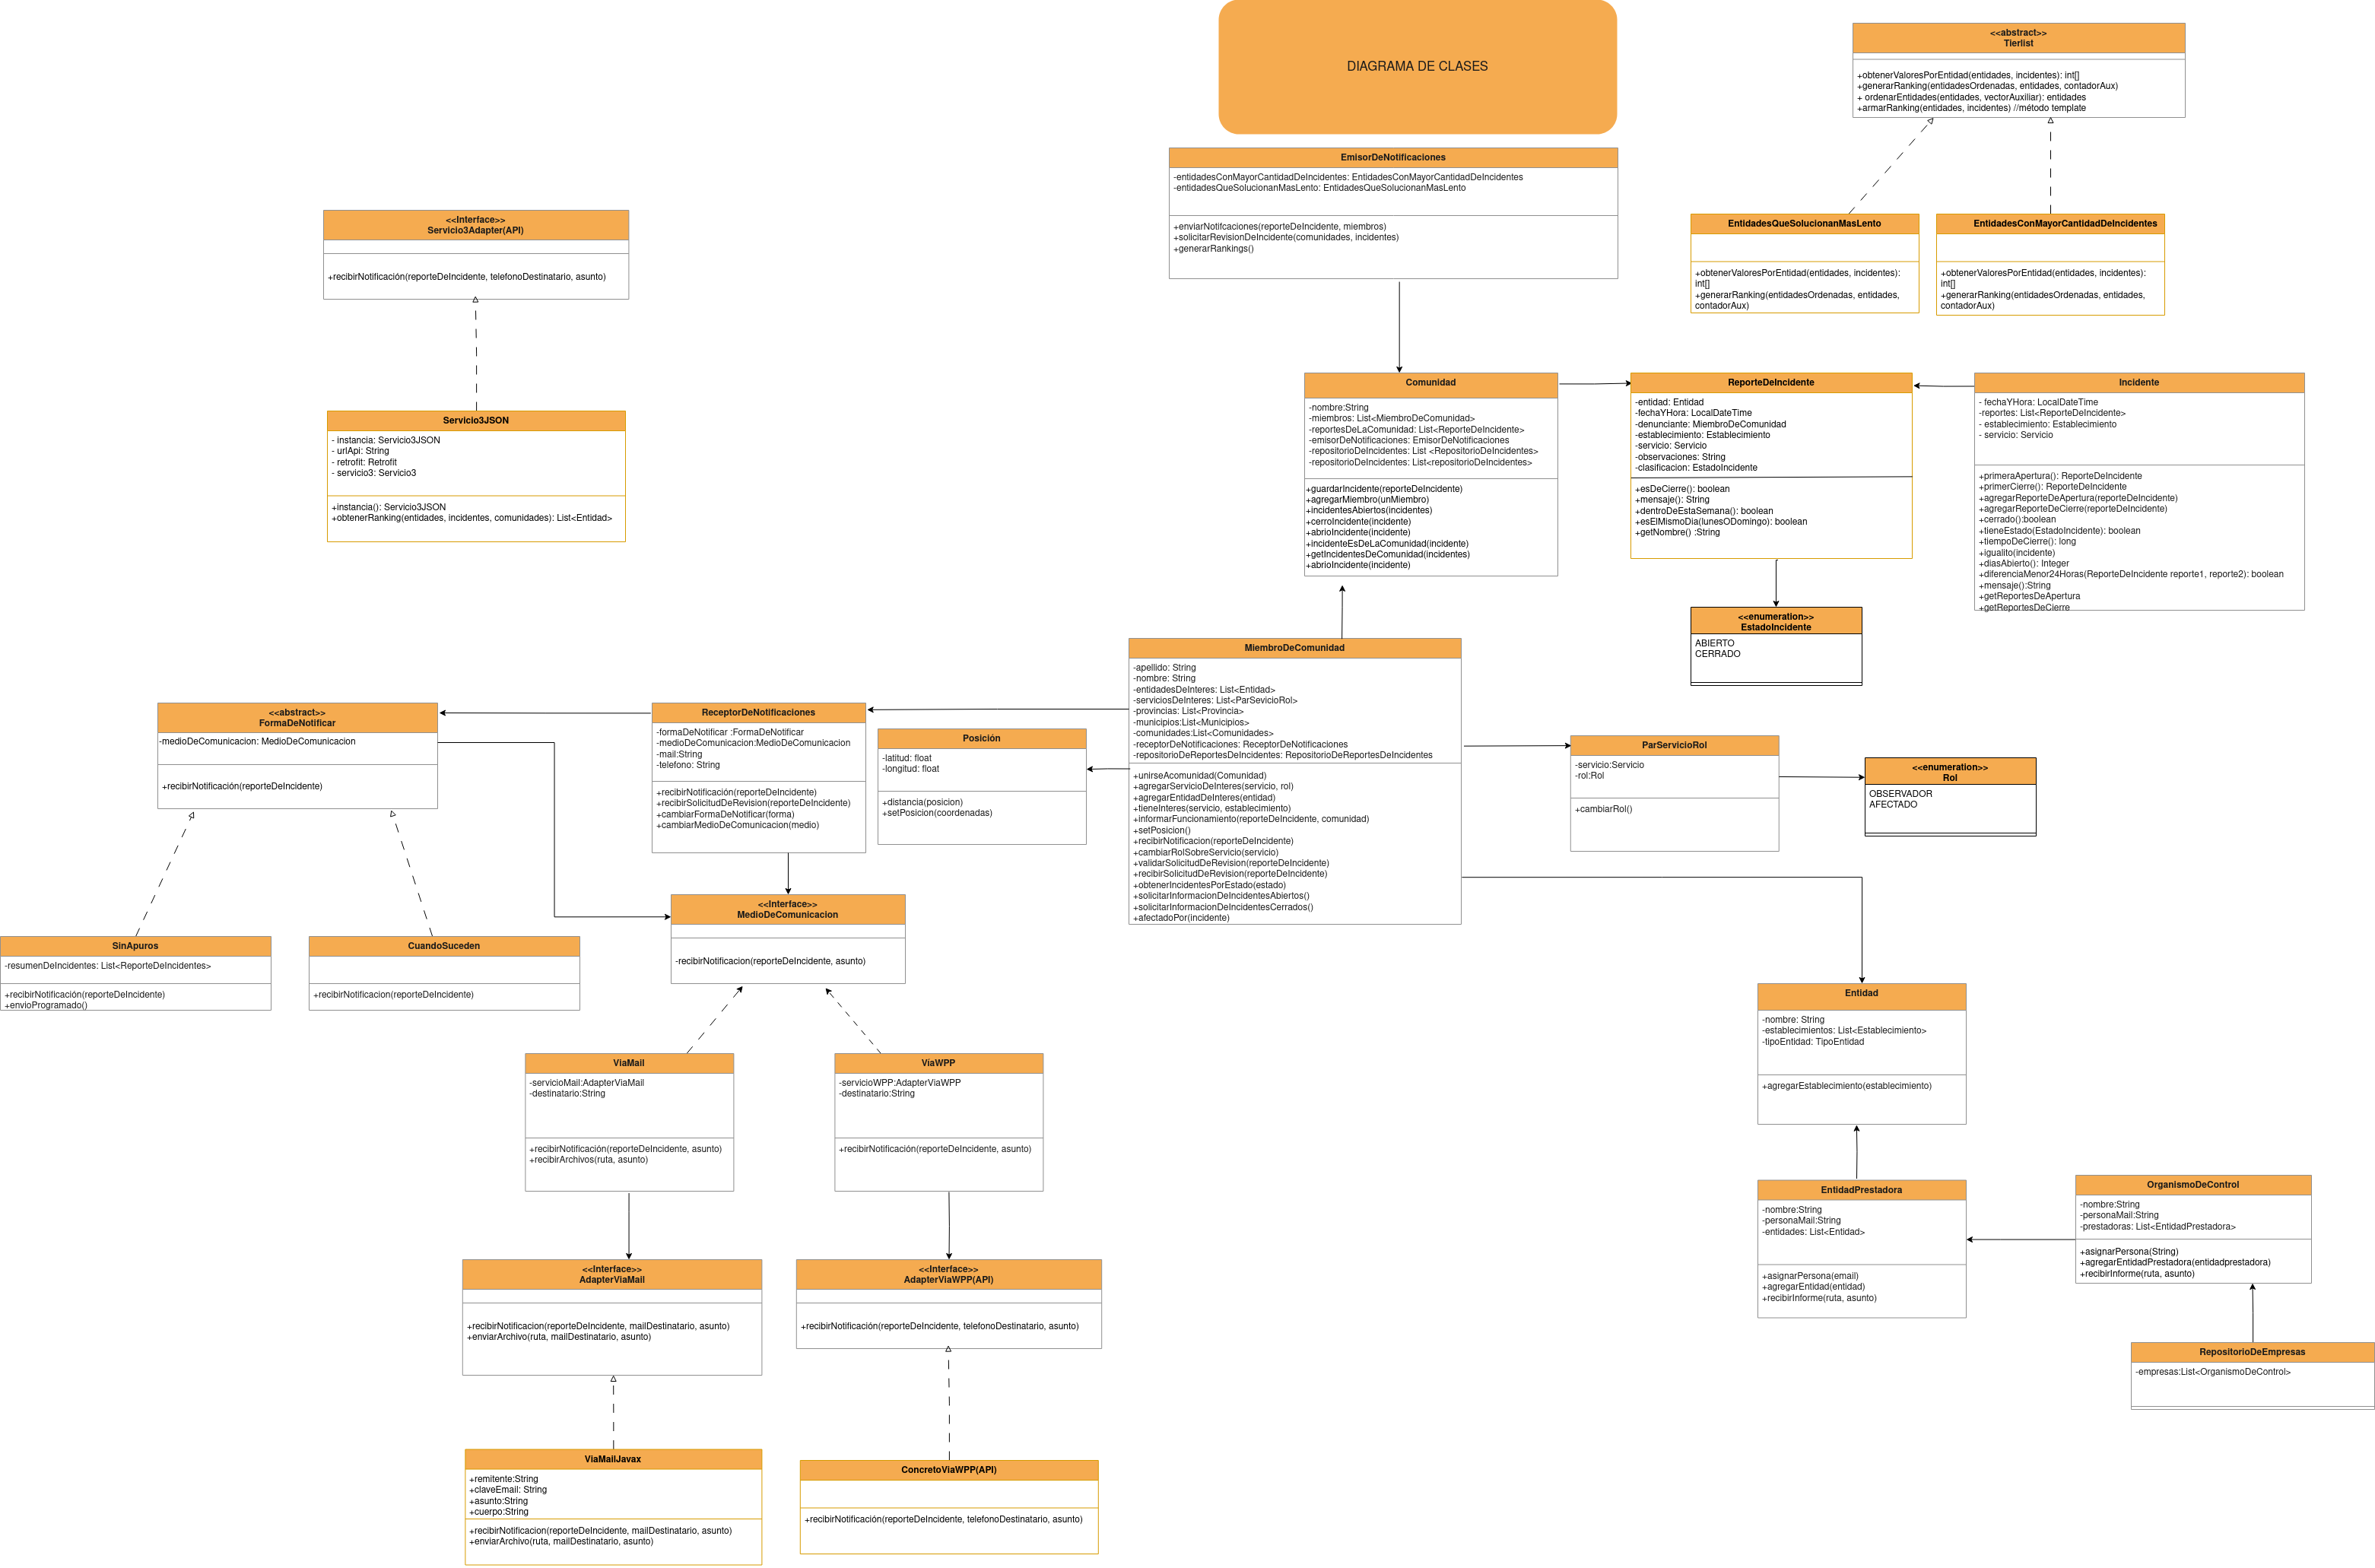 DIAGRAMA DE CLASES
<<abstract>>
Tierlist
+obtenerValoresPorEntidad(entidades, incidentes): int[]
+generarRanking(entidadesOrdenadas, entidades, contadorAux)
+ ordenarEntidades(entidades, vectorAuxiliar): entidades
+armarRanking(entidades, incidentes) //método template
EmisorDeNotificaciones
-entidadesConMayorCantidadDeIncidentes: EntidadesConMayorCantidadDeIncidentes
-entidadesQueSolucionanMasLento: EntidadesQueSolucionanMasLento
+enviarNotifcaciones(reporteDeIncidente, miembros)
+solicitarRevisionDeIncidente(comunidades, incidentes)
+generarRankings()
EntidadesQueSolucionanMasLento
+obtenerValoresPorEntidad(entidades, incidentes):
int[]
+generarRanking(entidadesOrdenadas, entidades,
contadorAux)
EntidadesConMayorCantidadDeIncidentes
+obtenerValoresPorEntidad(entidades, incidentes):
int[]
+generarRanking(entidadesOrdenadas, entidades,
contadorAux)
<<Interface>>
Servicio3Adapter(API)
+recibirNotificación(reporteDeIncidente, telefonoDestinatario, asunto)
Servicio3JSON
- instancia: Servicio3JSON
- urlApi: String
- retrofit: Retrofit
- servicio3: Servicio3
+instancia(): Servicio3JSON
+obtenerRanking(entidades, incidentes, comunidades): List<Entidad>
Comunidad
-nombre:String
-miembros: List<MiembroDeComunidad>
-reportesDeLaComunidad: List<ReporteDeIncidente>
-emisorDeNotificaciones: EmisorDeNotificaciones
-repositorioDeIncidentes: List <RepositorioDeIncidentes>
-repositorioDeIncidentes: List<repositorioDeIncidentes>
+guardarIncidente(reporteDeIncidente)
+agregarMiembro(unMiembro)
+incidentesAbiertos(incidentes)
+cerroIncidente(incidente)
+abrioIncidente(incidente)
+incidenteEsDeLaComunidad(incidente)
+getIncidentesDeComunidad(incidentes)
+abrioIncidente(incidente)
ReporteDeIncidente
-entidad: Entidad
-fechaYHora: LocalDateTime
-denunciante: MiembroDeComunidad
-establecimiento: Establecimiento
-servicio: Servicio
-observaciones: String
-clasificacion: EstadoIncidente
+esDeCierre(): boolean
+mensaje(): String
+dentroDeEstaSemana(): boolean
+esElMismoDia(lunesODomingo): boolean
+getNombre() :String
Incidente
- fechaYHora: LocalDateTime
-reportes: List<ReporteDeIncidente>
- establecimiento: Establecimiento
- servicio: Servicio
+primeraApertura(): ReporteDeIncidente
+primerCierre(): ReporteDeIncidente
+agregarReporteDeApertura(reporteDeIncidente)
+agregarReporteDeCierre(reporteDeIncidente)
+cerrado():boolean
+tieneEstado(EstadoIncidente): boolean
+tiempoDeCierre(): long
+igualito(incidente)
+diasAbierto(): Integer
+diferenciaMenor24Horas(ReporteDeIncidente reporte1, reporte2): boolean
+mensaje():String
+getReportesDeApertura
+getReportesDeCierre
<<enumeration>>
EstadoIncidente
ABIERTO
CERRADO
MiembroDeComunidad
-apellido: String
-nombre: String
-entidadesDeInteres: List<Entidad>
-serviciosDeInteres: List<ParSevicioRol>
-provincias: List<Provincia>
-municipios:List<Municipios>
-comunidades:List<Comunidades>
-receptorDeNotificaciones: ReceptorDeNotificaciones
-repositorioDeReportesDeIncidentes: RepositorioDeReportesDeIncidentes
+unirseAcomunidad(Comunidad)
+agregarServicioDeInteres(servicio, rol)
+agregarEntidadDeInteres(entidad)
+tieneInteres(servicio, establecimiento)
+informarFuncionamiento(reporteDeIncidente, comunidad)
+setPosicion()
+recibirNotificación(reporteDeIncidente)
+cambiarRolSobreServicio(servicio)
+validarSolicitudDeRevision(reporteDeIncidente)
+recibirSolicitudDeRevision(reporteDeIncidente)
+obtenerIncidentesPorEstado(estado)
+solicitarInformacionDeIncidentesAbiertos()
+solicitarInformacionDeIncidentesCerrados()
+afectadoPor(incidente)
<<abstract>>
FormaDeNotificar
-medioDeComunicacion: MedioDeComunicacion
+recibirNotificación(reporteDeIncidente)
ReceptorDeNotificaciones
-formaDeNotificar :FormaDeNotificar
-medioDeComunicacion:MedioDeComunicacion
-mail:String
-telefono: String
+recibirNotificación(reporteDeIncidente)
+recibirSolicitudDeRevision(reporteDeIncidente)
+cambiarFormaDeNotificar(forma)
+cambiarMedioDeComunicacion(medio)
Posición
-latitud: float
-longitud: float
+distancia(posicion)
+setPosicion(coordenadas)
ParServicioRol
-servicio:Servicio
-rol:Rol
+cambiarRol()
<<enumeration>>
Rol
OBSERVADOR
AFECTADO
<<Interface>>
MedioDeComunicacion
-recibirNotificacion(reporteDeIncidente, asunto)
SinApuros
-resumenDeIncidentes: List<ReporteDeIncidentes>
+recibirNotificación(reporteDeIncidente)
+envioProgramado()
CuandoSuceden
+recibirNotificacion(reporteDeIncidente)
Entidad
-nombre: String
-establecimientos: List<Establecimiento>
-tipoEntidad: TipoEntidad
+agregarEstablecimiento(establecimiento)
ViaMail
-servicioMail:AdapterViaMail
-destinatario:String
+recibirNotificación(reporteDeIncidente, asunto)
+recibirArchivos(ruta, asunto)
ViaWPP
-servicioWPP:AdapterViaWPP
-destinatario:String
+recibirNotificación(reporteDeIncidente, asunto)
EntidadPrestadora
-nombre:String
-personaMail:String
-entidades: List<Entidad>
+asignarPersona(email)
+agregarEntidad(entidad)
+recibirInforme(ruta, asunto)
OrganismoDeControl
-nombre:String
-personaMail:String
-prestadoras: List<EntidadPrestadora>
+asignarPersona(String)
+agregarEntidadPrestadora(entidadprestadora)
+recibirInforme(ruta, asunto)
<<Interface>>
AdapterViaMail
+recibirNotificacion(reporteDeIncidente, mailDestinatario, asunto)
+enviarArchivo(ruta, mailDestinatario, asunto)
<<Interface>>
AdapterViaWPP(API)
+recibirNotificación(reporteDeIncidente, telefonoDestinatario, asunto)
RepositorioDeEmpresas
-empresas:List<OrganismoDeControl>
ViaMailJavax
+remitente:String
+claveEmail: String
+asunto:String
+cuerpo:String
+recibirNotificacion(reporteDeIncidente, mailDestinatario, asunto)
+enviarArchivo(ruta, mailDestinatario, asunto)
ConcretoViaWPP(API)
+recibirNotificación(reporteDeIncidente, telefonoDestinatario, asunto)